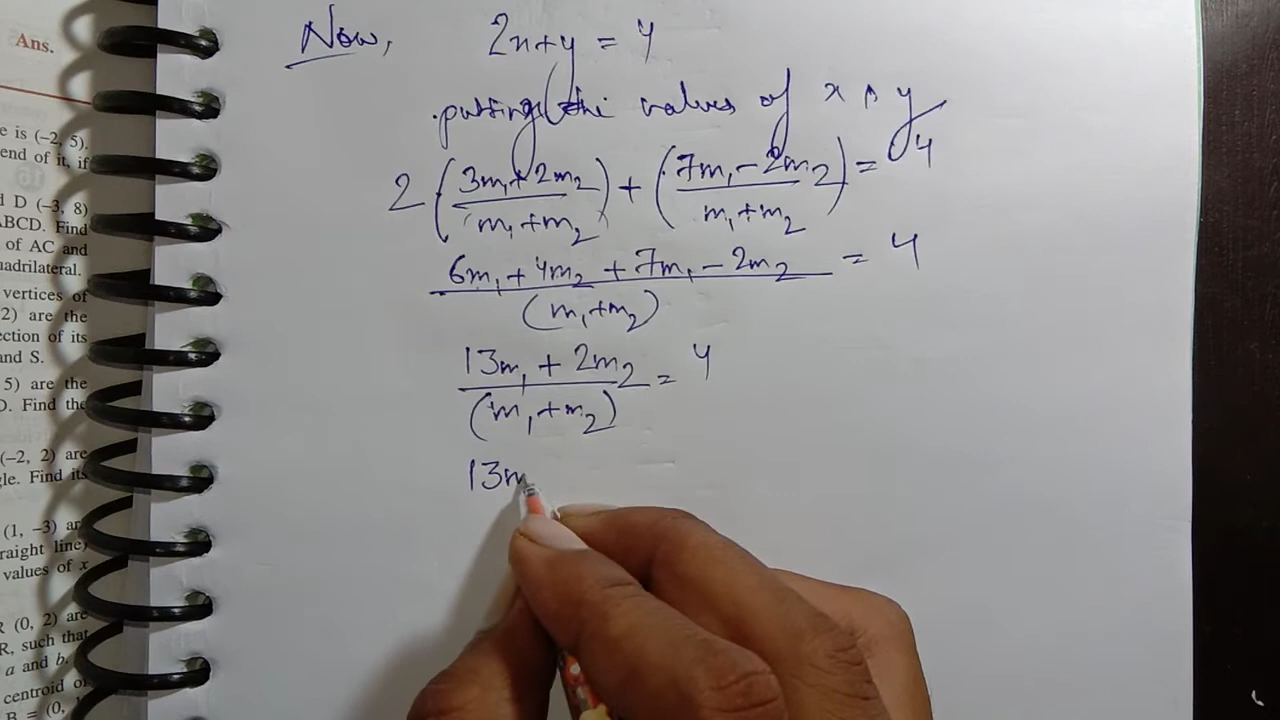 Ans.
e is (–2, 5).
end of it, if
d D (–3, 8)
ABCD. Find
of AC and
uadrilateral.
vertices of
2) are the
ection of its
and S.
5) are the
D. Find the
(–2, 2) are
gle. Find its
(1, –3) ar
raight line)
values of x
R (0, 2) are
R, such that
a and b.
centroid o
B = (0,
Now, 2x+y = 4
putting the values of x & y
2((3m₁+2m₂)/(m₁+m₂)) + ((7m₁-2m₂)/(m₁+m₂)) = 4
(6m₁+4m₂+7m₁-2m₂)/(m₁+m₂) = 4
(13m₁+2m₂)/(m₁+m₂) = 4
13m